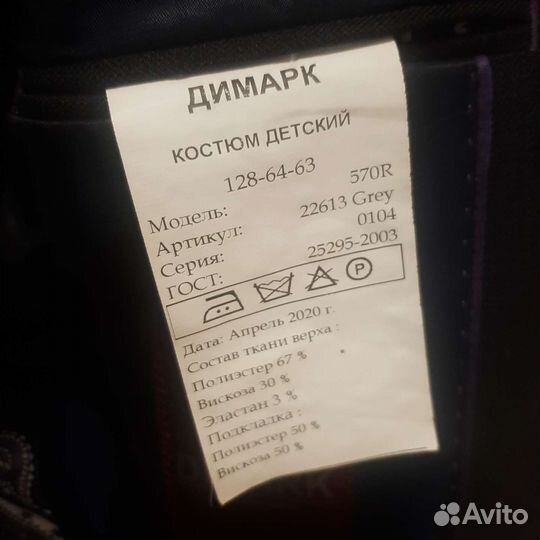 ДИМАРК
КОСТЮМ ДЕТСКИЙ
128-64-63
Модель: 570R
Артикул: 22613 Grey
Серия: 0104
ГОСТ: 25295-2003
P
Дата: Апрель 2020 г.
Состав ткани верха :
Полиэстер 67 %
Вискоза 30 %
Эластан 3 %
Подкладка :
Полиэстер 50 %
Вискоза 50 %
Avito